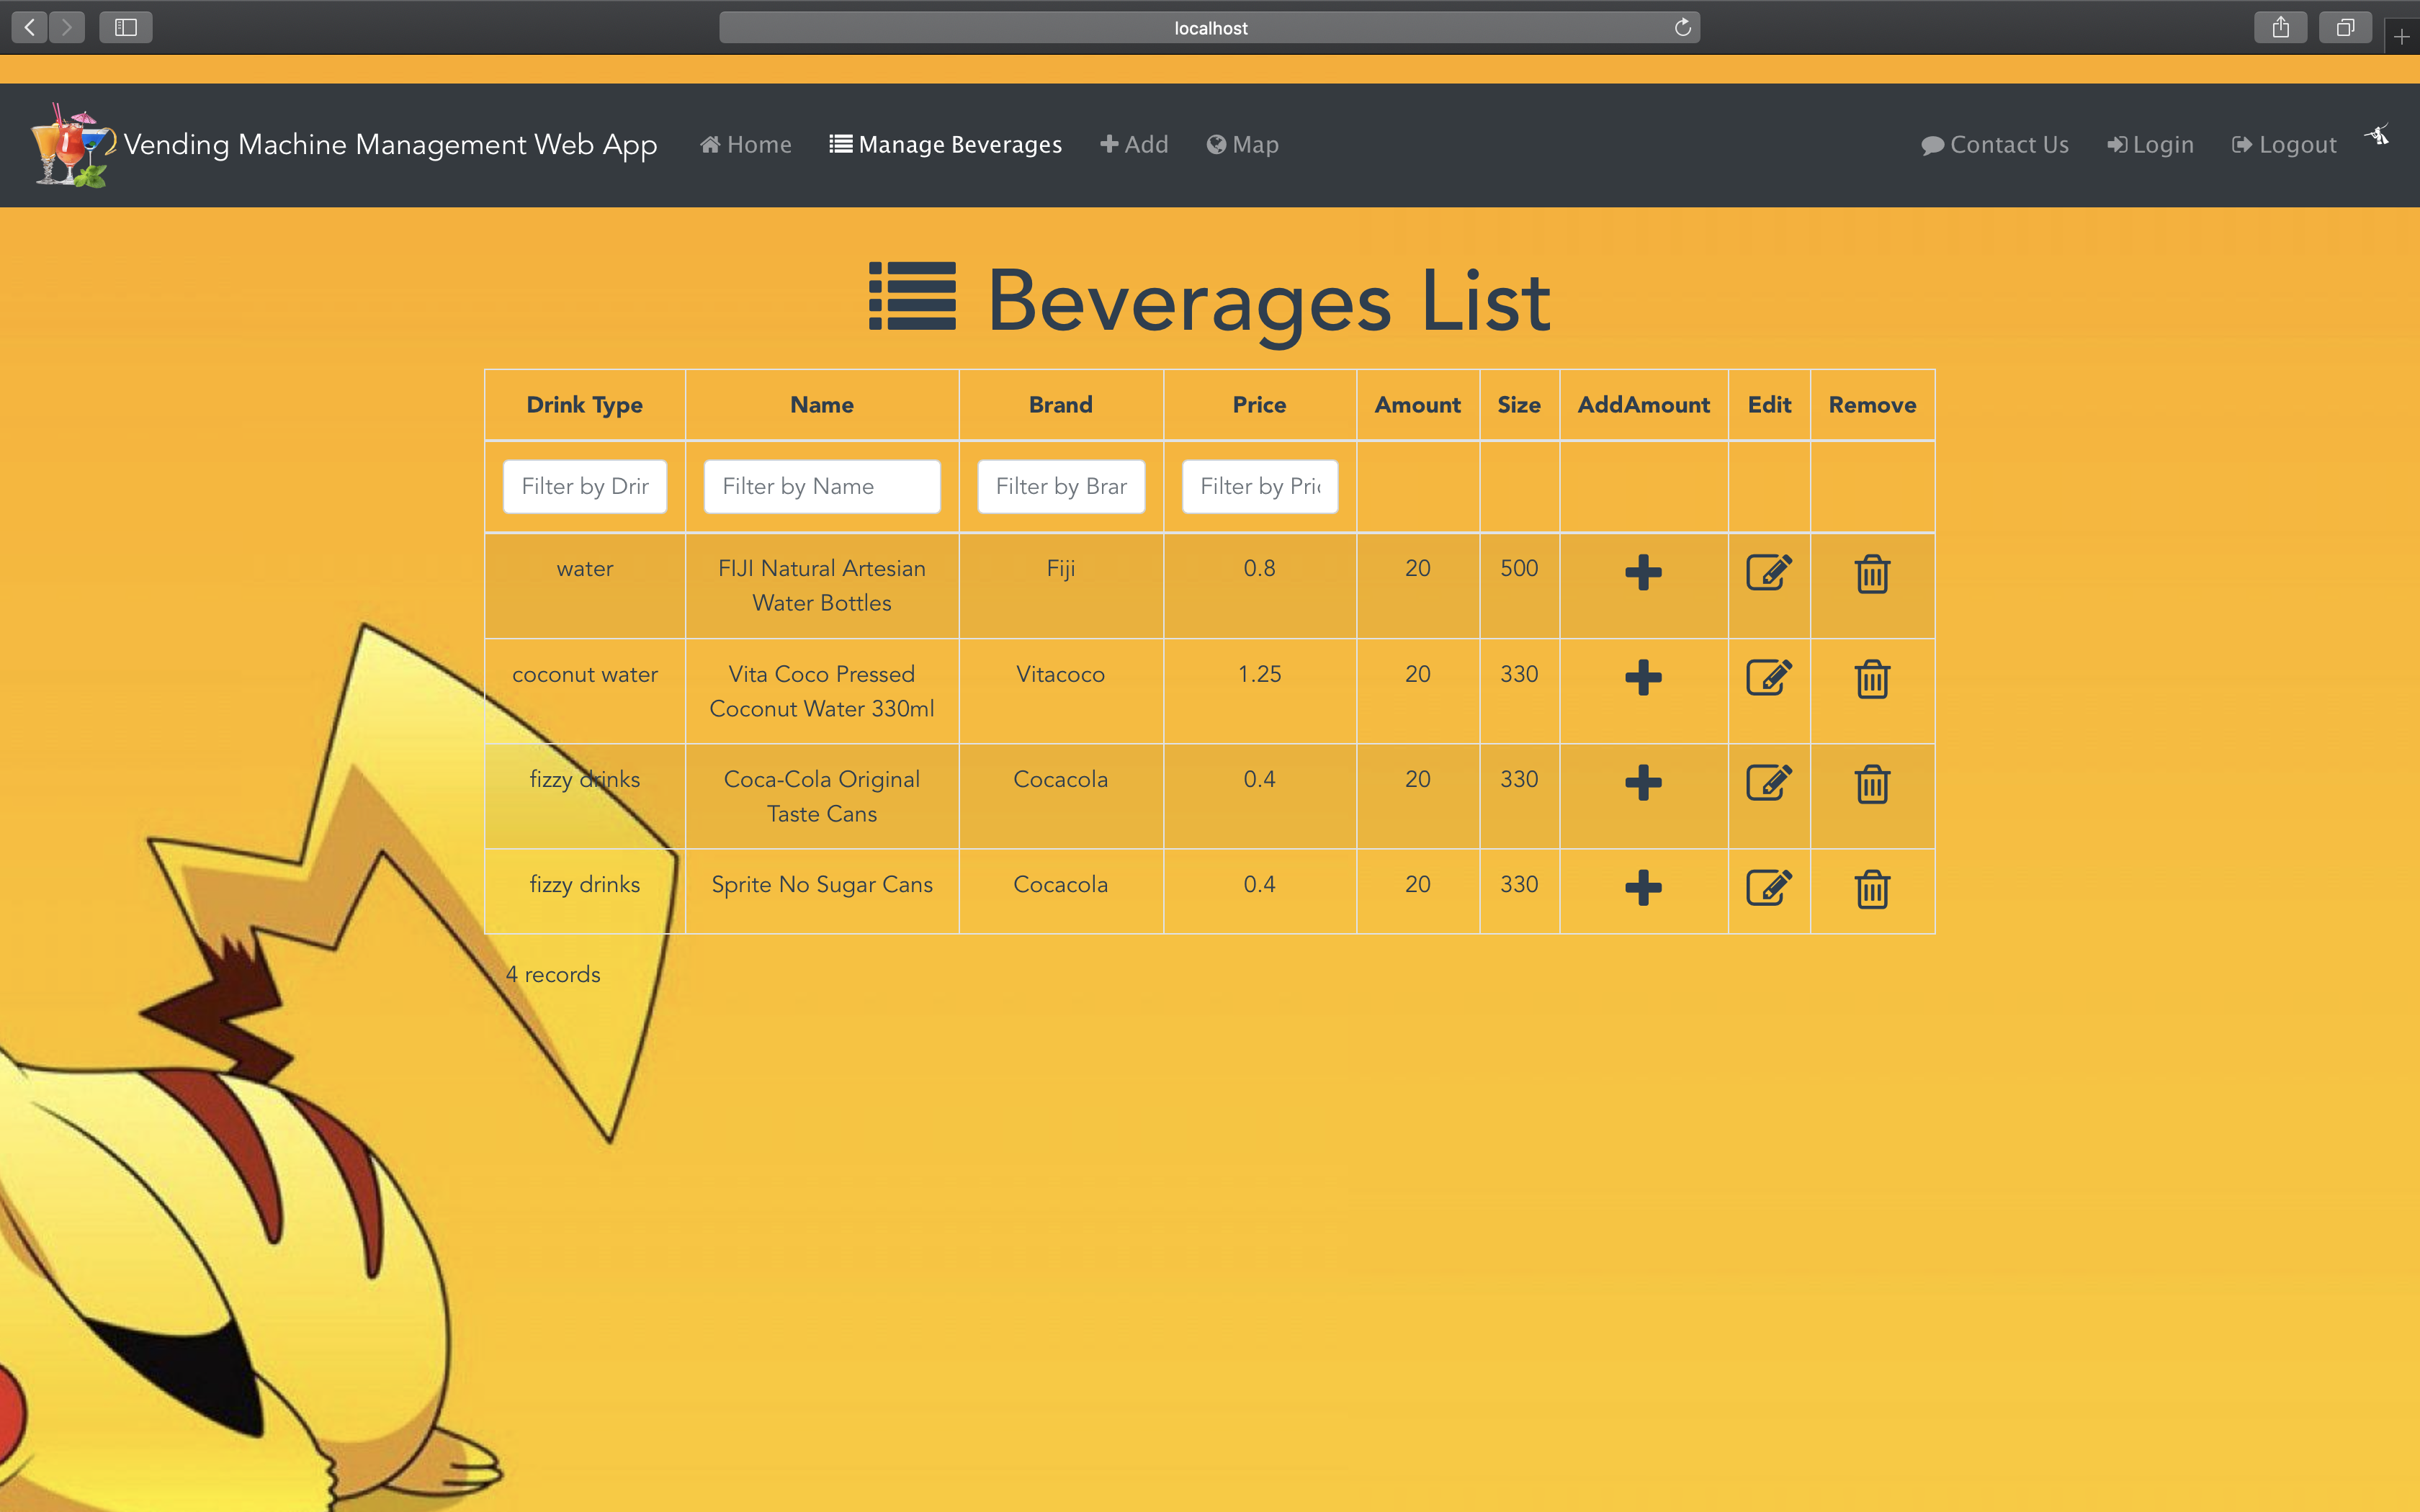 localhost
Vending Machine Management Web App Home Manage Beverages Add Map Contact Us Login Logout
Beverages List
Drink Type Name Brand Price Amount Size AddAmount Edit Remove
Filter by Drin Filter by Name Filter by Bran Filter by Pric
water FIJI Natural Artesian Fiji 0.8 20 500
Water Bottles
coconut water Vita Coco Pressed Vitacoco 1.25 20 330
Coconut Water 330ml
fizzy drinks Coca-Cola Original Cocacola 0.4 20 330
Taste Cans
fizzy drinks Sprite No Sugar Cans Cocacola 0.4 20 330
4 records